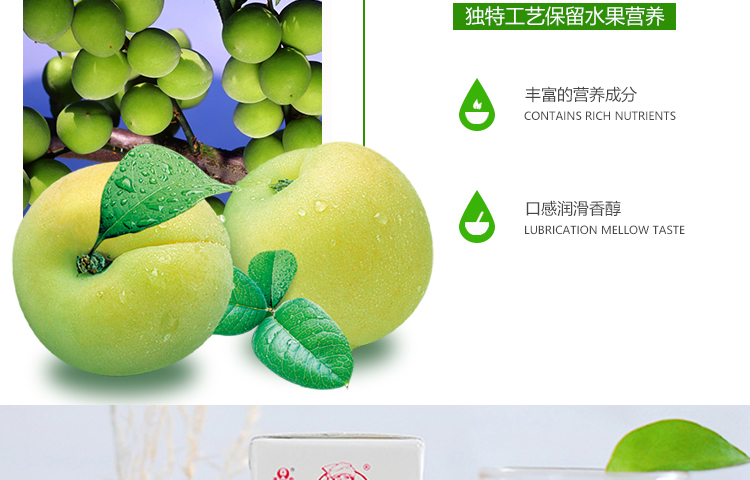 独特工艺保留水果营养
丰富的营养成分
CONTAINS RICH NUTRIENTS
口感润滑香醇
LUBRICATION MELLOW TASTE
®